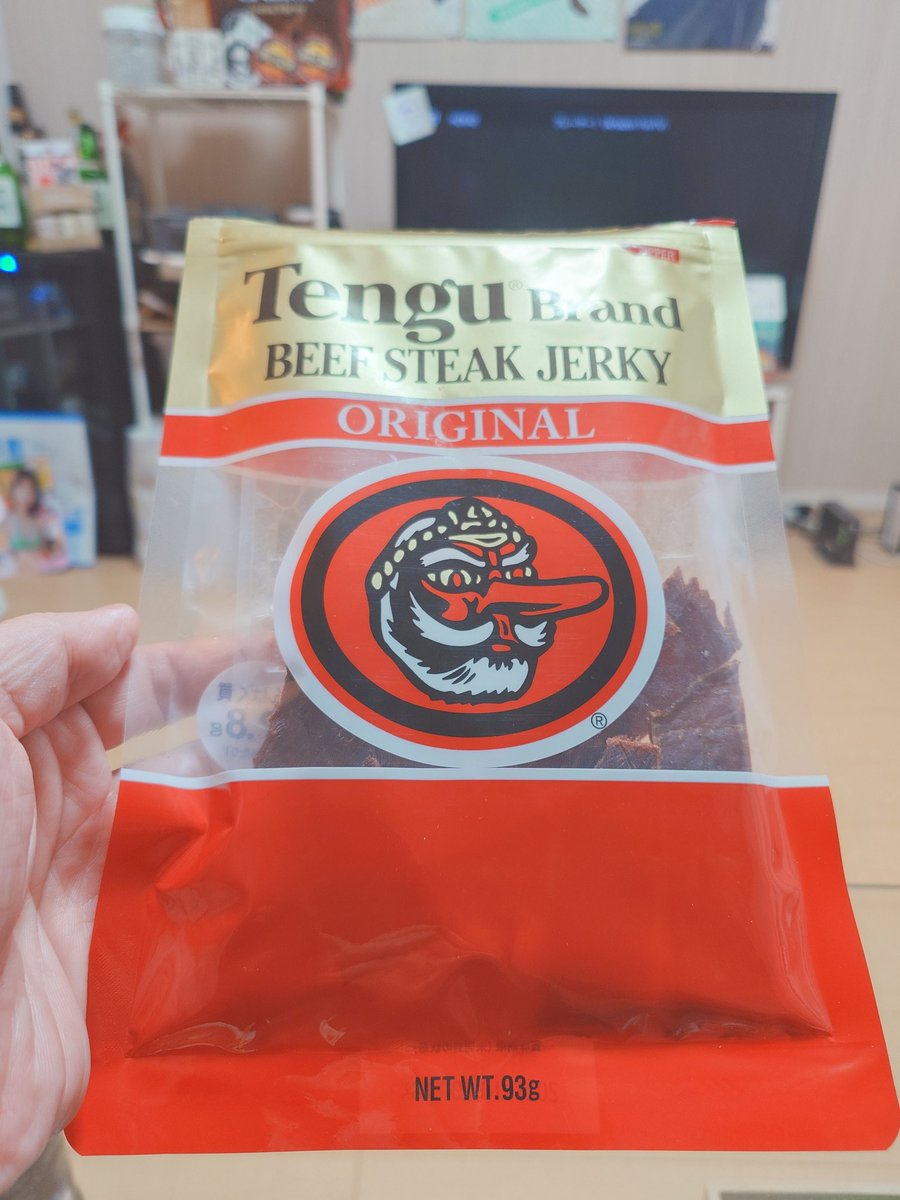 Tengu® Brand
BEEF STEAK JERKY
ORIGINAL
®
NET WT.93g